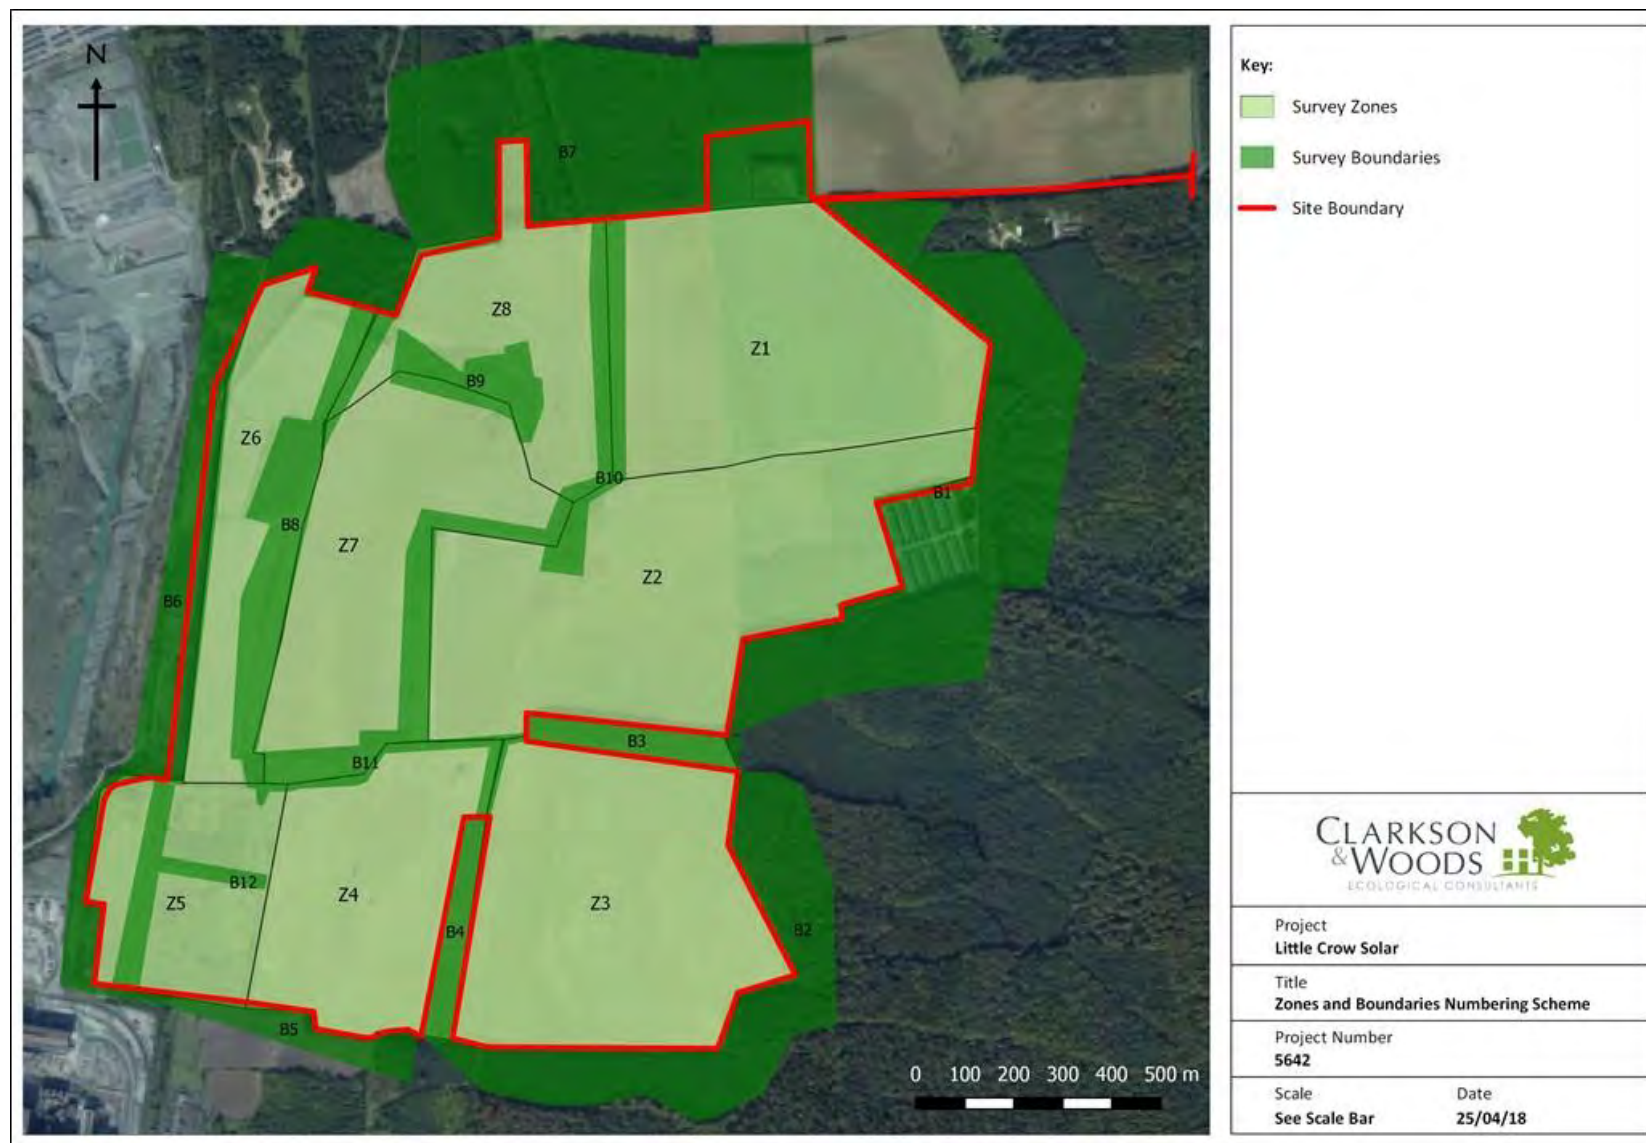 N
B7
Z8
Z1
B9
Z6
B10
B1
B8
Z7
Z2
B6
B3
B11
B12
Z5
Z4
B4
Z3
B2
B5
0 100 200 300 400 500 m
Key:
Survey Zones
Survey Boundaries
Site Boundary
CLARKSON
& WOODS
ECOLOGICAL CONSULTANTS
Project
Little Crow Solar
Title
Zones and Boundaries Numbering Scheme
Project Number
5642
Scale Date
See Scale Bar 25/04/18